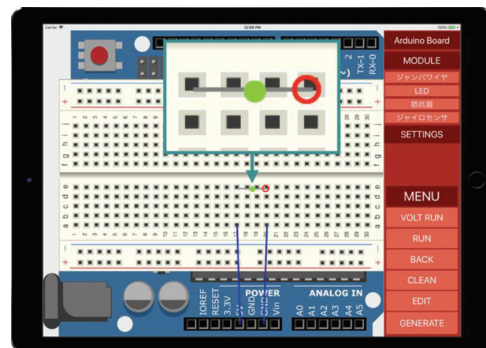 Carrier
12:59 PM
100%
Arduino Board
MODULE
ジャンパワイヤ
LED
抵抗器
ジャイロセンサ
SETTINGS
MENU
VOLT RUN
RUN
BACK
CLEAN
EDIT
GENERATE
2
TX-1
RX-0
f g h i j
a b c d e
POWER
ANALOG IN
IOREF
RESET
3.3V
5V
GND
GND
Vin
A0
A1
A2
A3
A4
A5